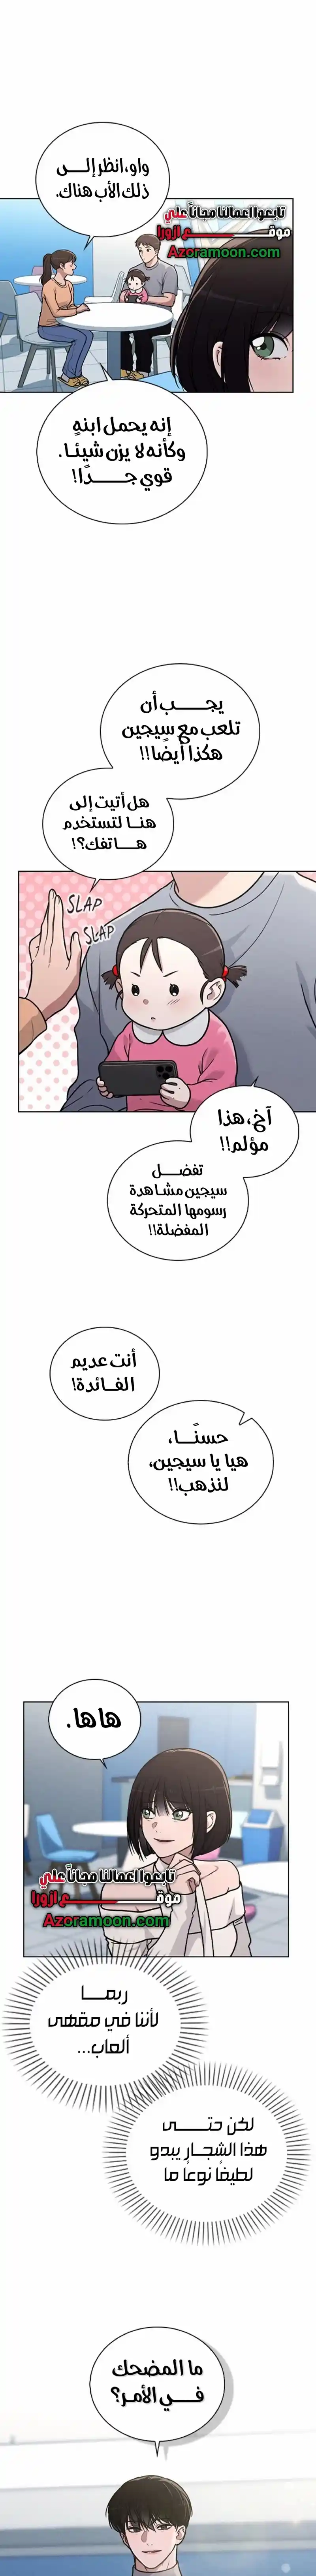 واو، انظر إلى
ذلك الأب هناك.
تابعوا اعمالنا مجاناً علي
موقع ازورا
Azoramoon.com
إنه يحمل ابنهِ
وكأنه لا يزن شيئًا.
قوي جدًا!
يجب أن
تلعب مع سيجين
هكذا أيضًا!!
هل أتيت إلى
هنا لتستخدم
هاتفك؟!
SLAP
SLAP
آخ، هذا
مؤلم!!
تفضل
سيجين مشاهدة
رسومها المتحركة
المفضلة!!
أنت عديم
الفائدة!
حسنًا،
هيا يا سيجين،
لنذهب!!
هاها.
تابعوا اعمالنا مجاناً علي
موقع ازورا
Azoramoon.com
ربما
لأننا في مقهى
ألعاب...
لكن حتى
هذا الشجار يبدو
لطيفًا نوعًا ما
ما المضحك
في الأمر؟